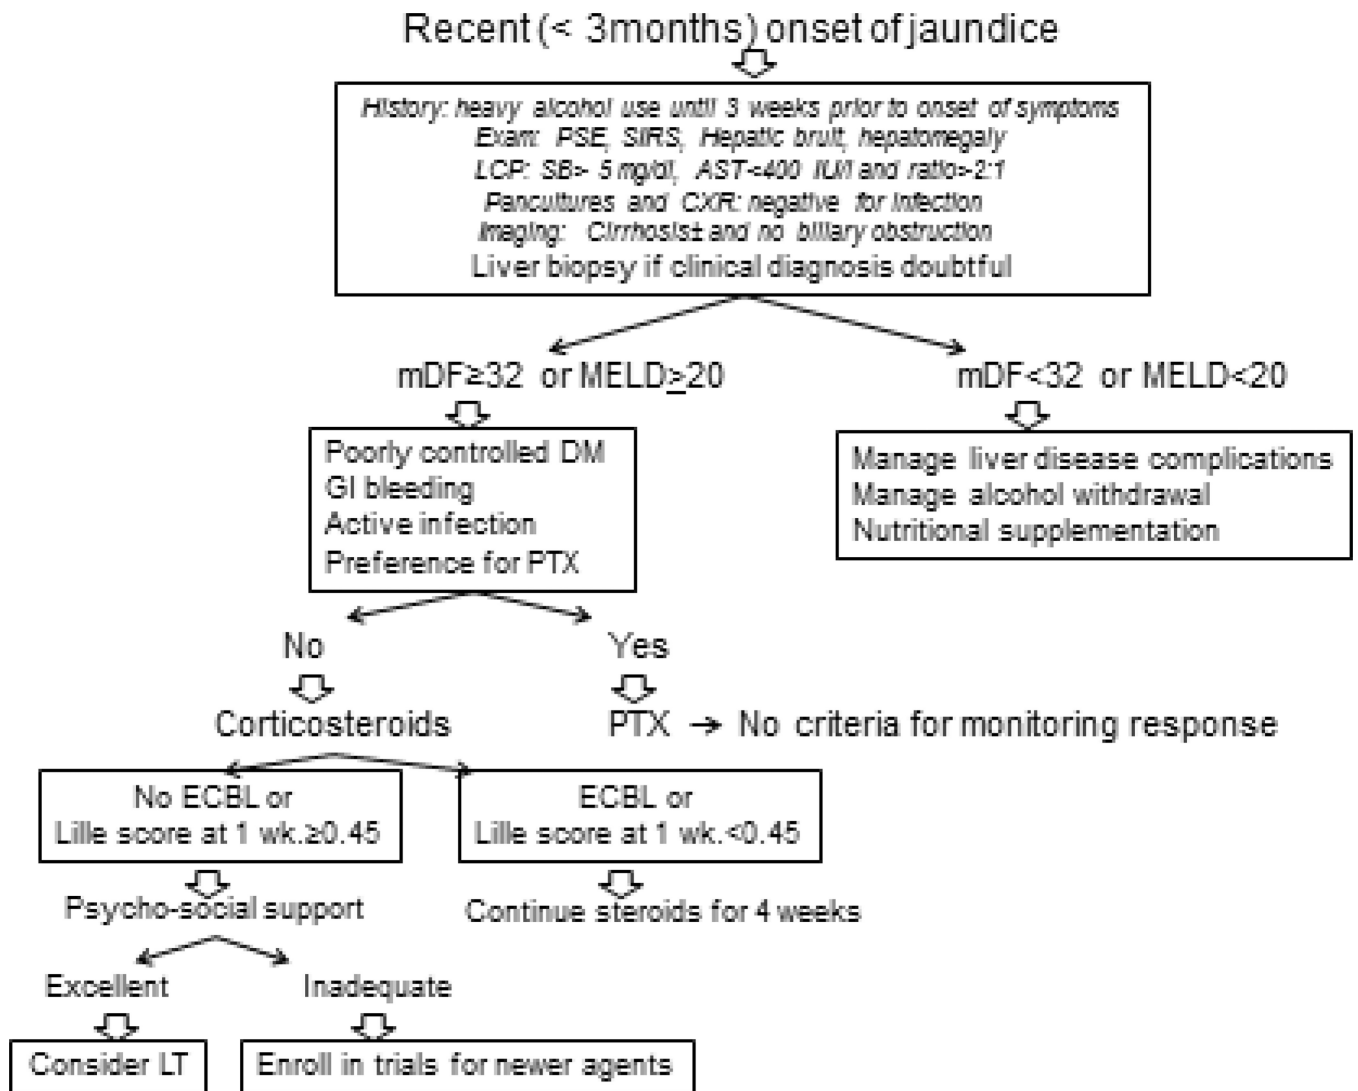 Recent (< 3months) onset of jaundice
History: heavy alcohol use until 3 weeks prior to onset of symptoms
Exam: PSE, SIRS, Hepatic bruit, hepatomegaly
LCP: SB> 5 mg/dl, AST<400 IU/l and ratio>2:1
Pancultures and CXR: negative for infection
Imaging: Cirrhosis± and no biliary obstruction
Liver biopsy if clinical diagnosis doubtful
mDF≥32 or MELD≥20
mDF<32 or MELD<20
Poorly controlled DM
GI bleeding
Active infection
Preference for PTX
Manage liver disease complications
Manage alcohol withdrawal
Nutritional supplementation
No
Yes
Corticosteroids
PTX → No criteria for monitoring response
No ECBL or
Lille score at 1 wk.≥0.45
ECBL or
Lille score at 1 wk.<0.45
Psycho-social support
Continue steroids for 4 weeks
Excellent
Inadequate
Consider LT
Enroll in trials for newer agents